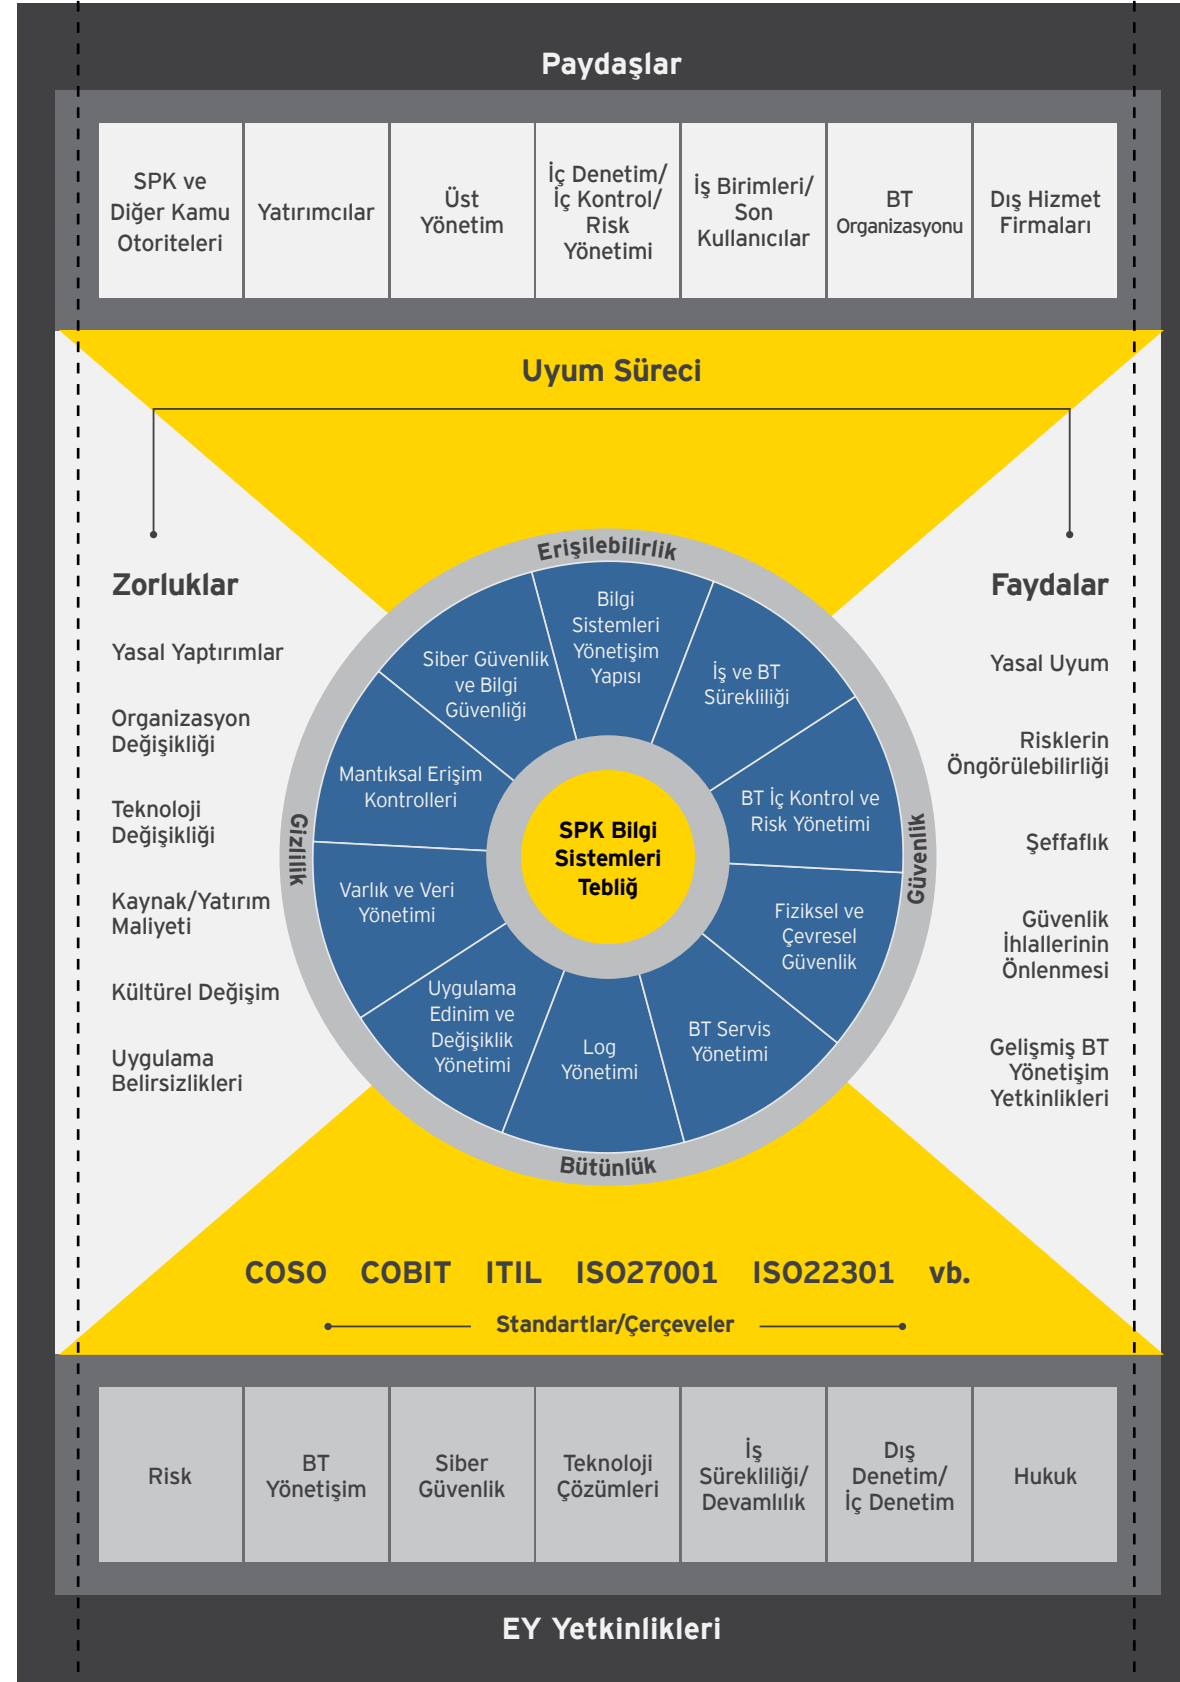 Paydaşlar
SPK ve
Diğer Kamu
Otoriteleri
Yatırımcılar
Üst
Yönetim
İç Denetim/
İç Kontrol/
Risk
Yönetimi
İş Birimleri/
Son
Kullanıcılar
BT
Organizasyonu
Dış Hizmet
Firmaları
Uyum Süreci
Zorluklar
Yasal Yaptırımlar
Organizasyon
Değişikliği
Teknoloji
Değişikliği
Kaynak/Yatırım
Maliyeti
Kültürel Değişim
Uygulama
Belirsizlikleri
Erişilebilirlik
Güvenlik
Bütünlük
Gizlilik
Bilgi
Sistemleri
Yönetişim
Yapısı
İş ve BT
Sürekliliği
BT İç Kontrol ve
Risk Yönetimi
Fiziksel ve
Çevresel
Güvenlik
BT Servis
Yönetimi
Log
Yönetimi
Uygulama
Edinim ve
Değişiklik
Yönetimi
Varlık ve Veri
Yönetimi
Mantıksal Erişim
Kontrolleri
Siber Güvenlik
ve Bilgi
Güvenliği
SPK Bilgi
Sistemleri
Tebliğ
Faydalar
Yasal Uyum
Risklerin
Öngörülebilirliği
Şeffaflık
Güvenlik
İhlallerinin
Önlenmesi
Gelişmiş BT
Yönetişim
Yetkinlikleri
COSO COBIT ITIL ISO27001 ISO22301 vb.
Standartlar/Çerçeveler
Risk
BT
Yönetişim
Siber
Güvenlik
Teknoloji
Çözümleri
İş
Sürekliliği/
Devamlılık
Dış
Denetim/
İç Denetim
Hukuk
EY Yetkinlikleri